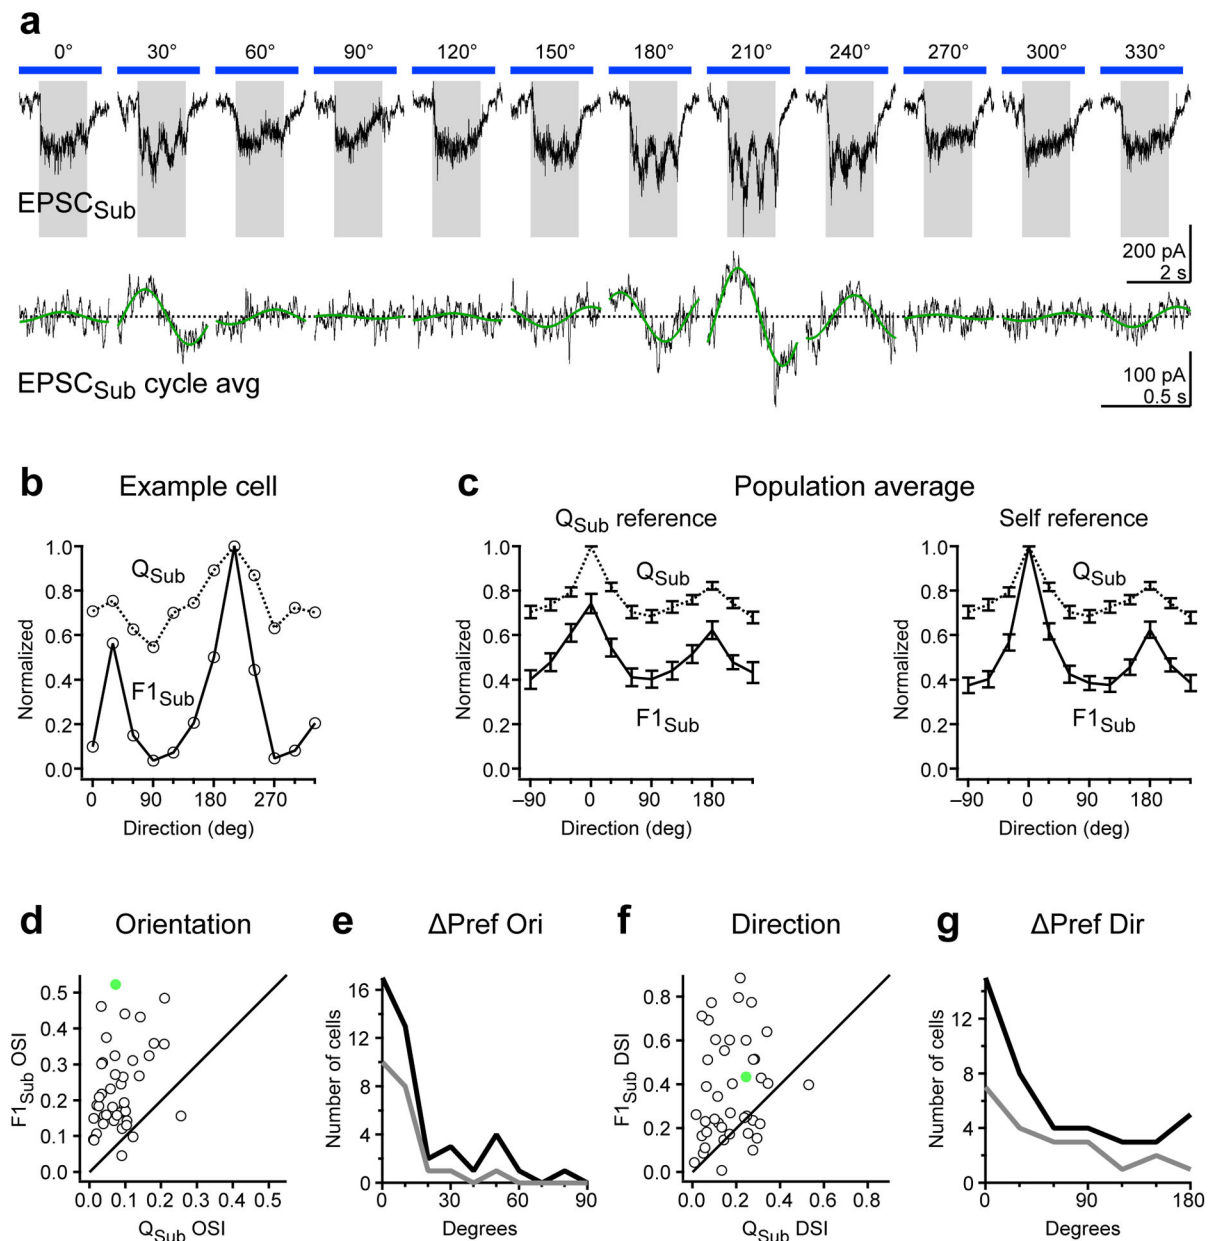 a
0° 30° 60° 90° 120° 150° 180° 210° 240° 270° 300° 330°
EPSCSub
200 pA
2 s
EPSCSub cycle avg
100 pA
0.5 s
b Example cell
c Population average
QSub reference
Self reference
1.0
0.8
0.6
0.4
0.2
0.0
Normalized
QSub
F1Sub
0 90 180 270
Direction (deg)
1.0
0.8
0.6
0.4
0.2
0.0
Normalized
QSub
F1Sub
–90 0 90 180
Direction (deg)
1.0
0.8
0.6
0.4
0.2
0.0
Normalized
QSub
F1Sub
–90 0 90 180
Direction (deg)
d Orientation
0.5
0.4
0.3
0.2
0.1
0.0
F1Sub OSI
0.0 0.1 0.2 0.3 0.4 0.5
QSub OSI
e ΔPref Ori
16
12
8
4
0
Number of cells
0 30 60 90
Degrees
f Direction
0.8
0.6
0.4
0.2
0.0
F1Sub DSI
0.0 0.2 0.4 0.6 0.8
QSub DSI
g ΔPref Dir
12
8
4
0
Number of cells
0 90 180
Degrees